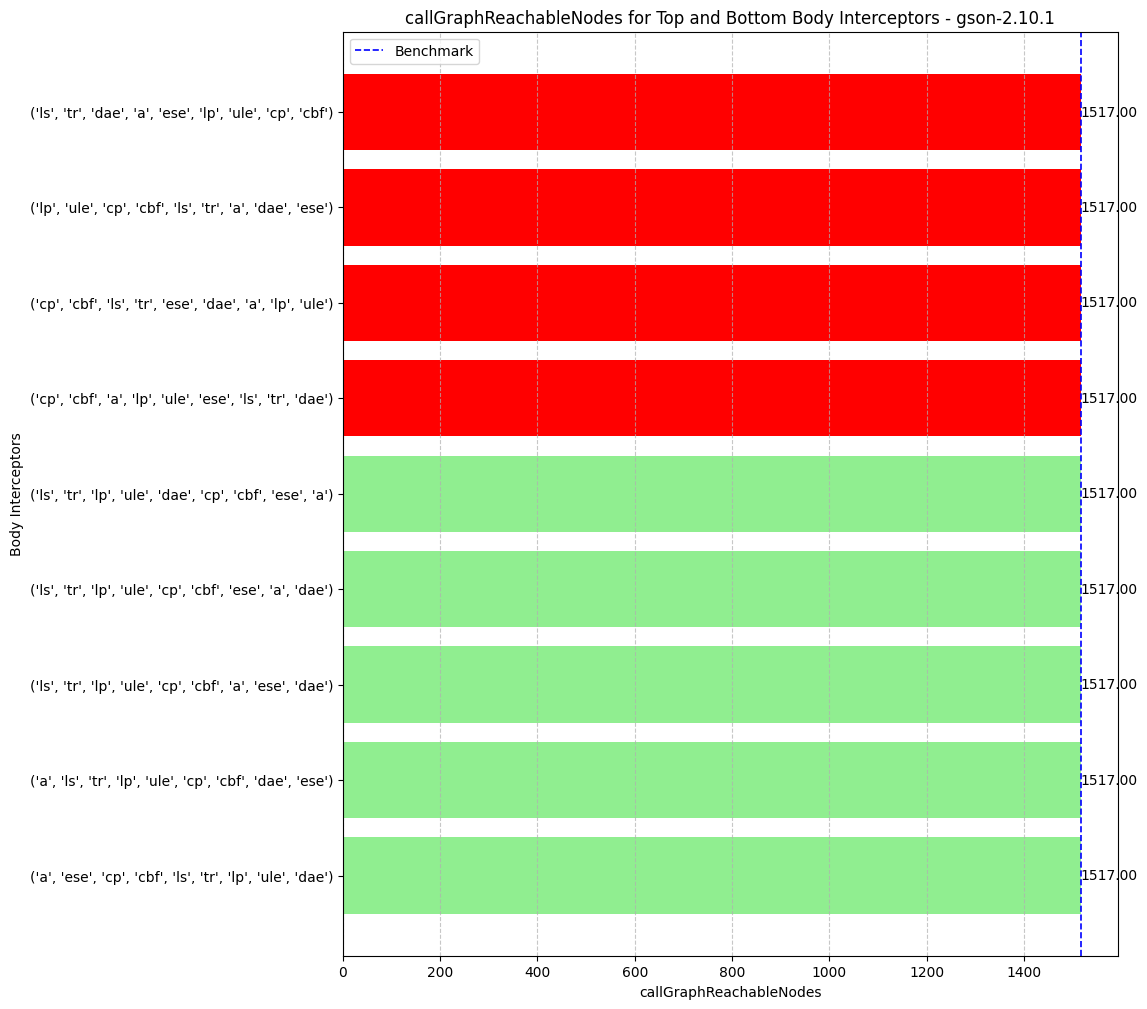 callGraphReachableNodes for Top and Bottom Body Interceptors - gson-2.10.1
Benchmark
('ls', 'tr', 'dae', 'a', 'ese', 'lp', 'ule', 'cp', 'cbf') 1517.00
('lp', 'ule', 'cp', 'cbf', 'ls', 'tr', 'a', 'dae', 'ese') 1517.00
('cp', 'cbf', 'ls', 'tr', 'ese', 'dae', 'a', 'lp', 'ule') 1517.00
('cp', 'cbf', 'a', 'lp', 'ule', 'ese', 'ls', 'tr', 'dae') 1517.00
('ls', 'tr', 'lp', 'ule', 'dae', 'cp', 'cbf', 'ese', 'a') 1517.00
('ls', 'tr', 'lp', 'ule', 'cp', 'cbf', 'ese', 'a', 'dae') 1517.00
('ls', 'tr', 'lp', 'ule', 'cp', 'cbf', 'a', 'ese', 'dae') 1517.00
('a', 'ls', 'tr', 'lp', 'ule', 'cp', 'cbf', 'dae', 'ese') 1517.00
('a', 'ese', 'cp', 'cbf', 'ls', 'tr', 'lp', 'ule', 'dae') 1517.00
Body Interceptors
0 200 400 600 800 1000 1200 1400
callGraphReachableNodes